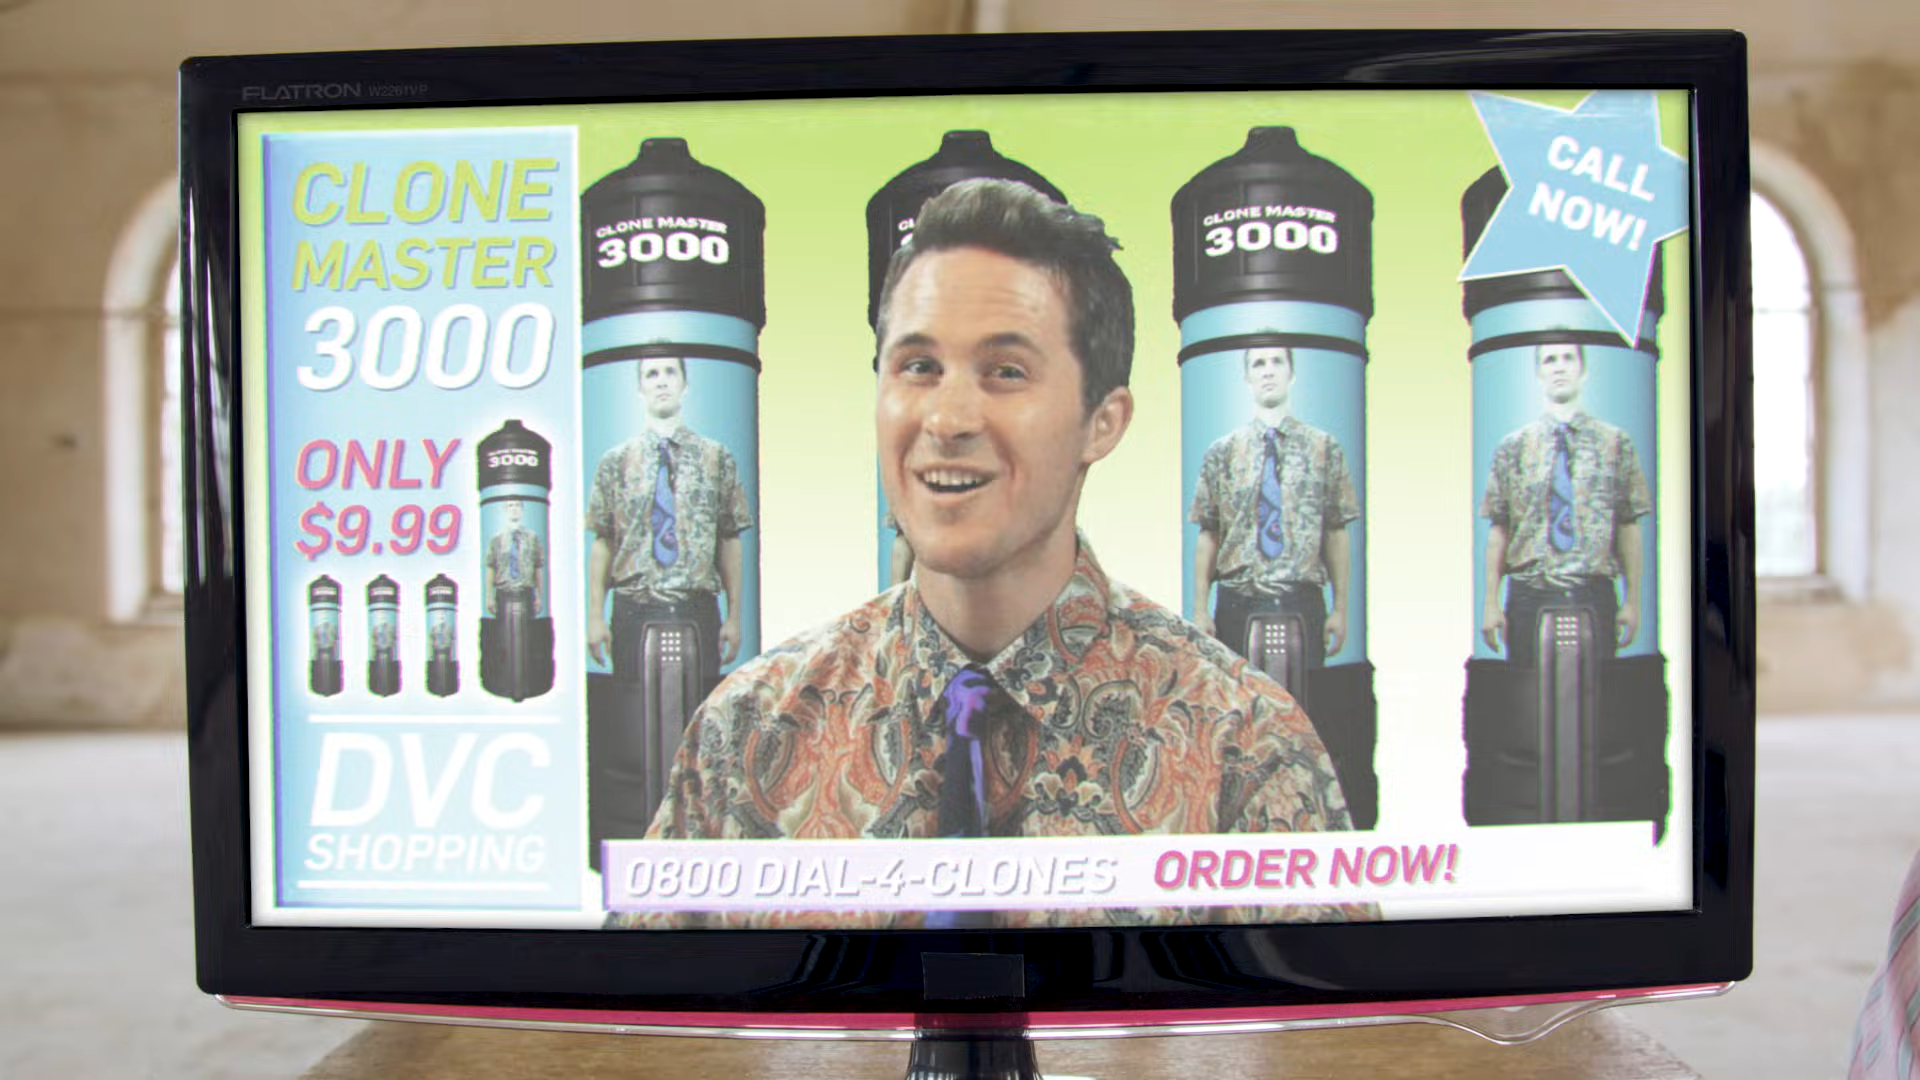 FLATRON W2261VP
CLONE
MASTER
3000
ONLY
$9.99
3000
DVC
SHOPPING
CLONE MASTER
3000
CLONE MASTER
3000
CALL
NOW!
0800 DIAL-4-CLONES ORDER NOW!